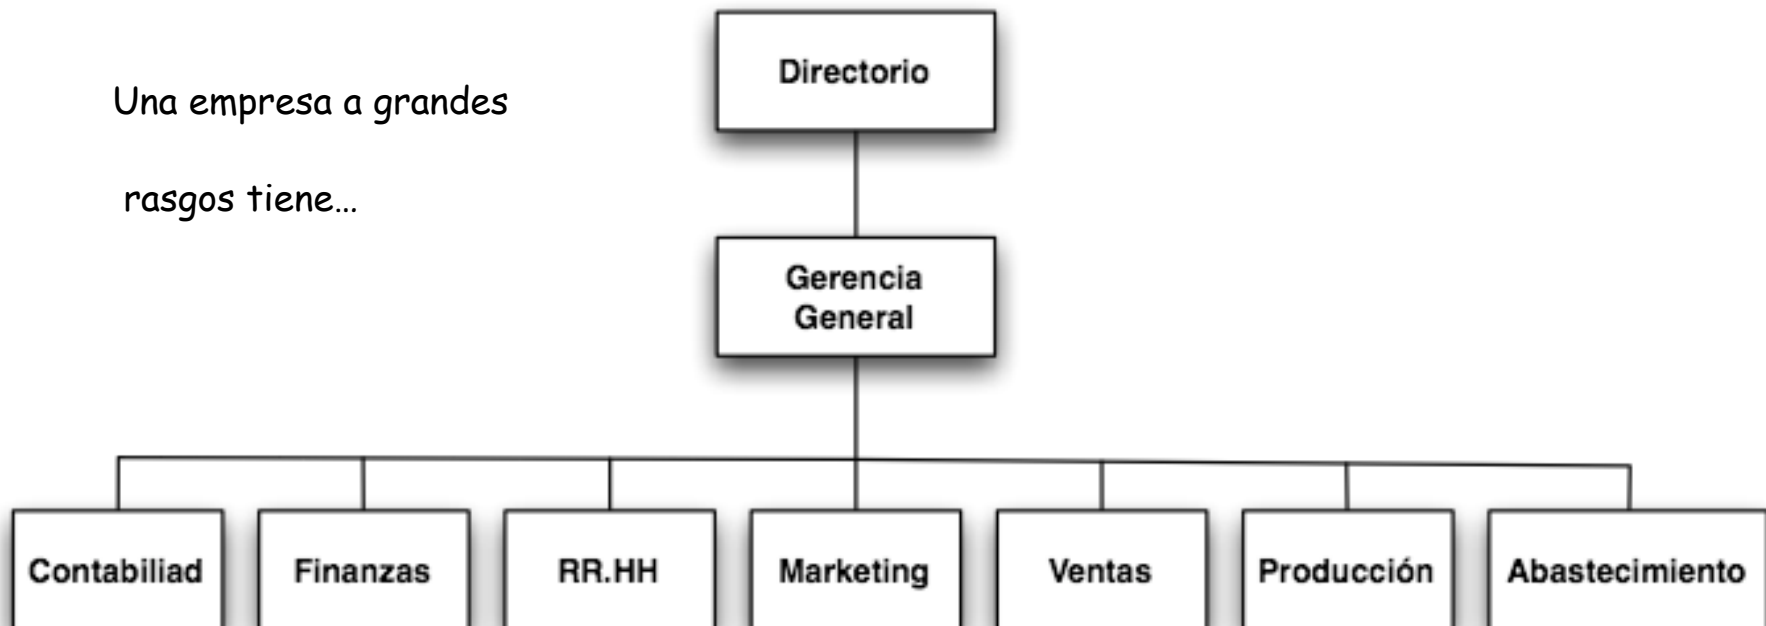 Directorio
Una empresa a grandes
rasgos tiene...
Gerencia
General
Contabiliad
Finanzas
RR.HH
Marketing
Ventas
Producción
Abastecimiento